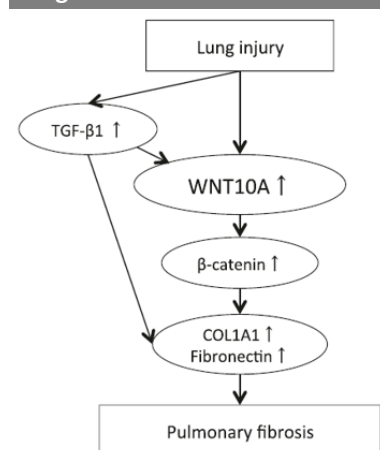 Lung injury
TGF-β1 ↑
WNT10A ↑
β-catenin ↑
COL1A1 ↑
Fibronectin ↑
Pulmonary fibrosis